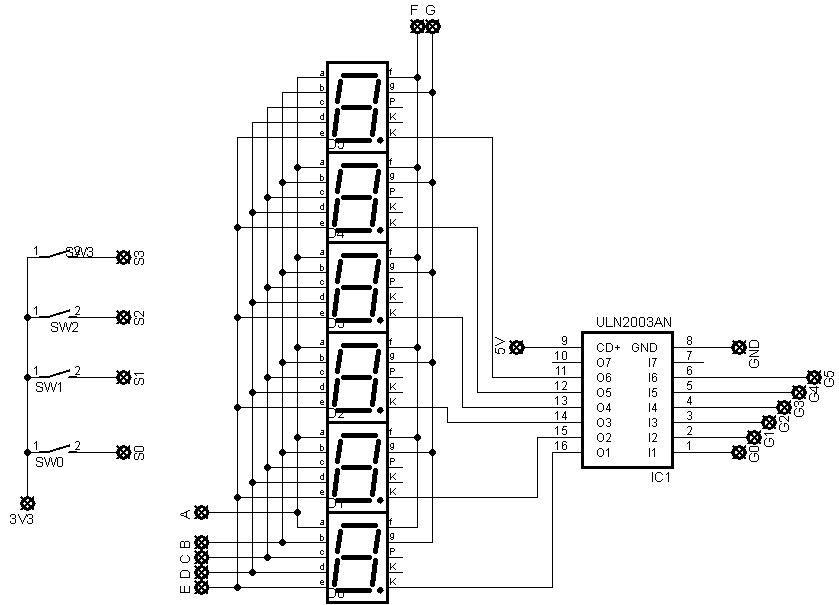 F G
a f
b g
c P
d K
e K
D5
a f
b g
c P
d K
e K
D4
a f
b g
c P
d K
e K
D3
a f
b g
c P
d K
e K
D2
a f
b g
c P
d K
e K
D1
a f
b g
c P
d K
e K
D0
1 2 SW3 S3
1 2 SW2 S2
1 2 SW1 S1
1 2 SW0 S0
3V3
A
B
C
D
E
ULN2003AN
5V 9 CD+ GND 8 GND
10 O7 I7 7
11 O6 I6 6 G5
12 O5 I5 5 G4
13 O4 I4 4 G3
14 O3 I3 3 G2
15 O2 I2 2 G1
16 O1 I1 1 G0
IC1